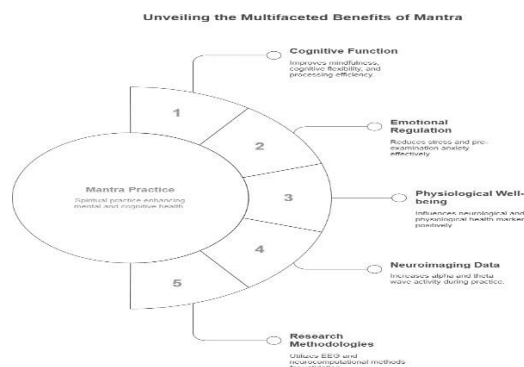 Unveiling the Multifaceted Benefits of Mantra
Cognitive Function
Improves mindfulness,
cognitive flexibility, and
processing efficiency.
1
Emotional
Regulation
Reduces stress and pre-
examination anxiety
effectively
2
Mantra Practice
Spiritual practice enhancing
mental and cognitive health
3
Physiological Well-
being
Influences neurological and
physiological health marker
positively
4
Neuroimaging Data
Increases alpha and theta
wave activity during practice.
5
Research
Methodologies
Utilizes EEG and
neurocomputational methods